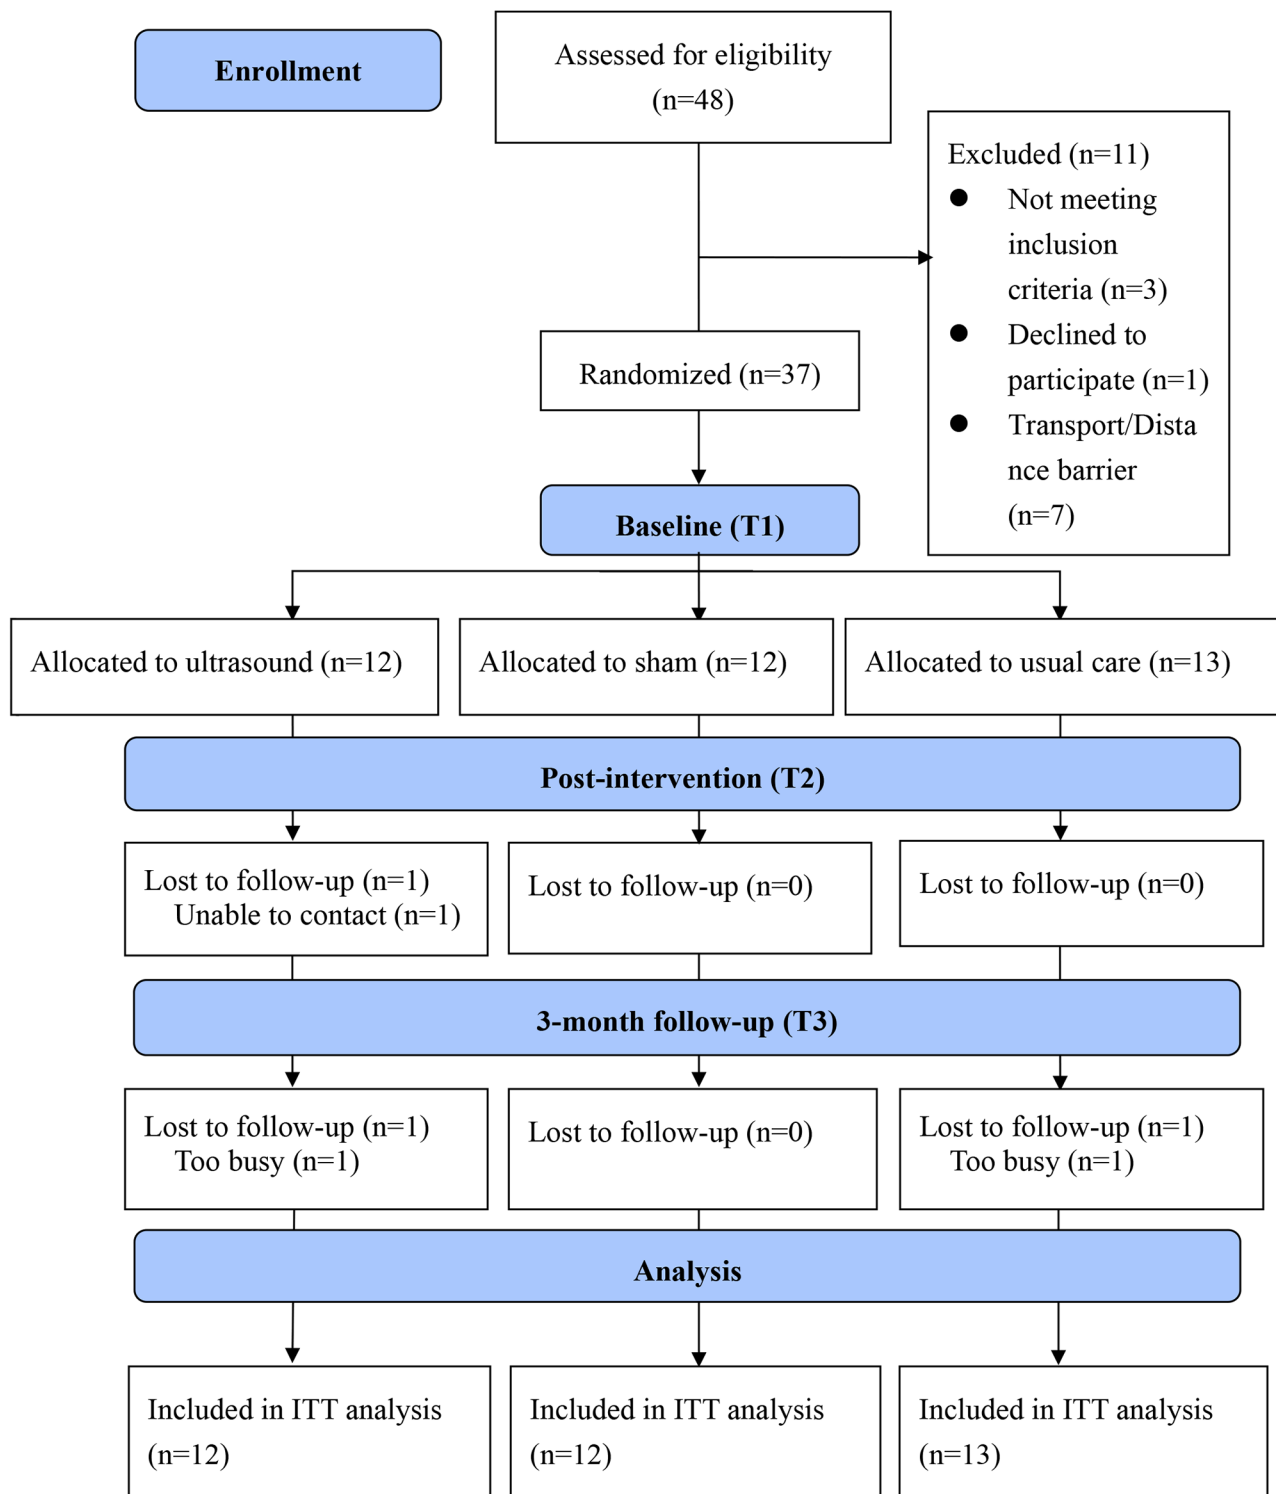 Enrollment
Assessed for eligibility
(n=48)
Excluded (n=11)
● Not meeting
inclusion
criteria (n=3)
● Declined to
participate (n=1)
● Transport/Dista
nce barrier
(n=7)
Randomized (n=37)
Baseline (T1)
Allocated to ultrasound (n=12)
Allocated to sham (n=12)
Allocated to usual care (n=13)
Post-intervention (T2)
Lost to follow-up (n=1)
Unable to contact (n=1)
Lost to follow-up (n=0)
Lost to follow-up (n=0)
3-month follow-up (T3)
Lost to follow-up (n=1)
Too busy (n=1)
Lost to follow-up (n=0)
Lost to follow-up (n=1)
Too busy (n=1)
Analysis
Included in ITT analysis
(n=12)
Included in ITT analysis
(n=12)
Included in ITT analysis
(n=13)